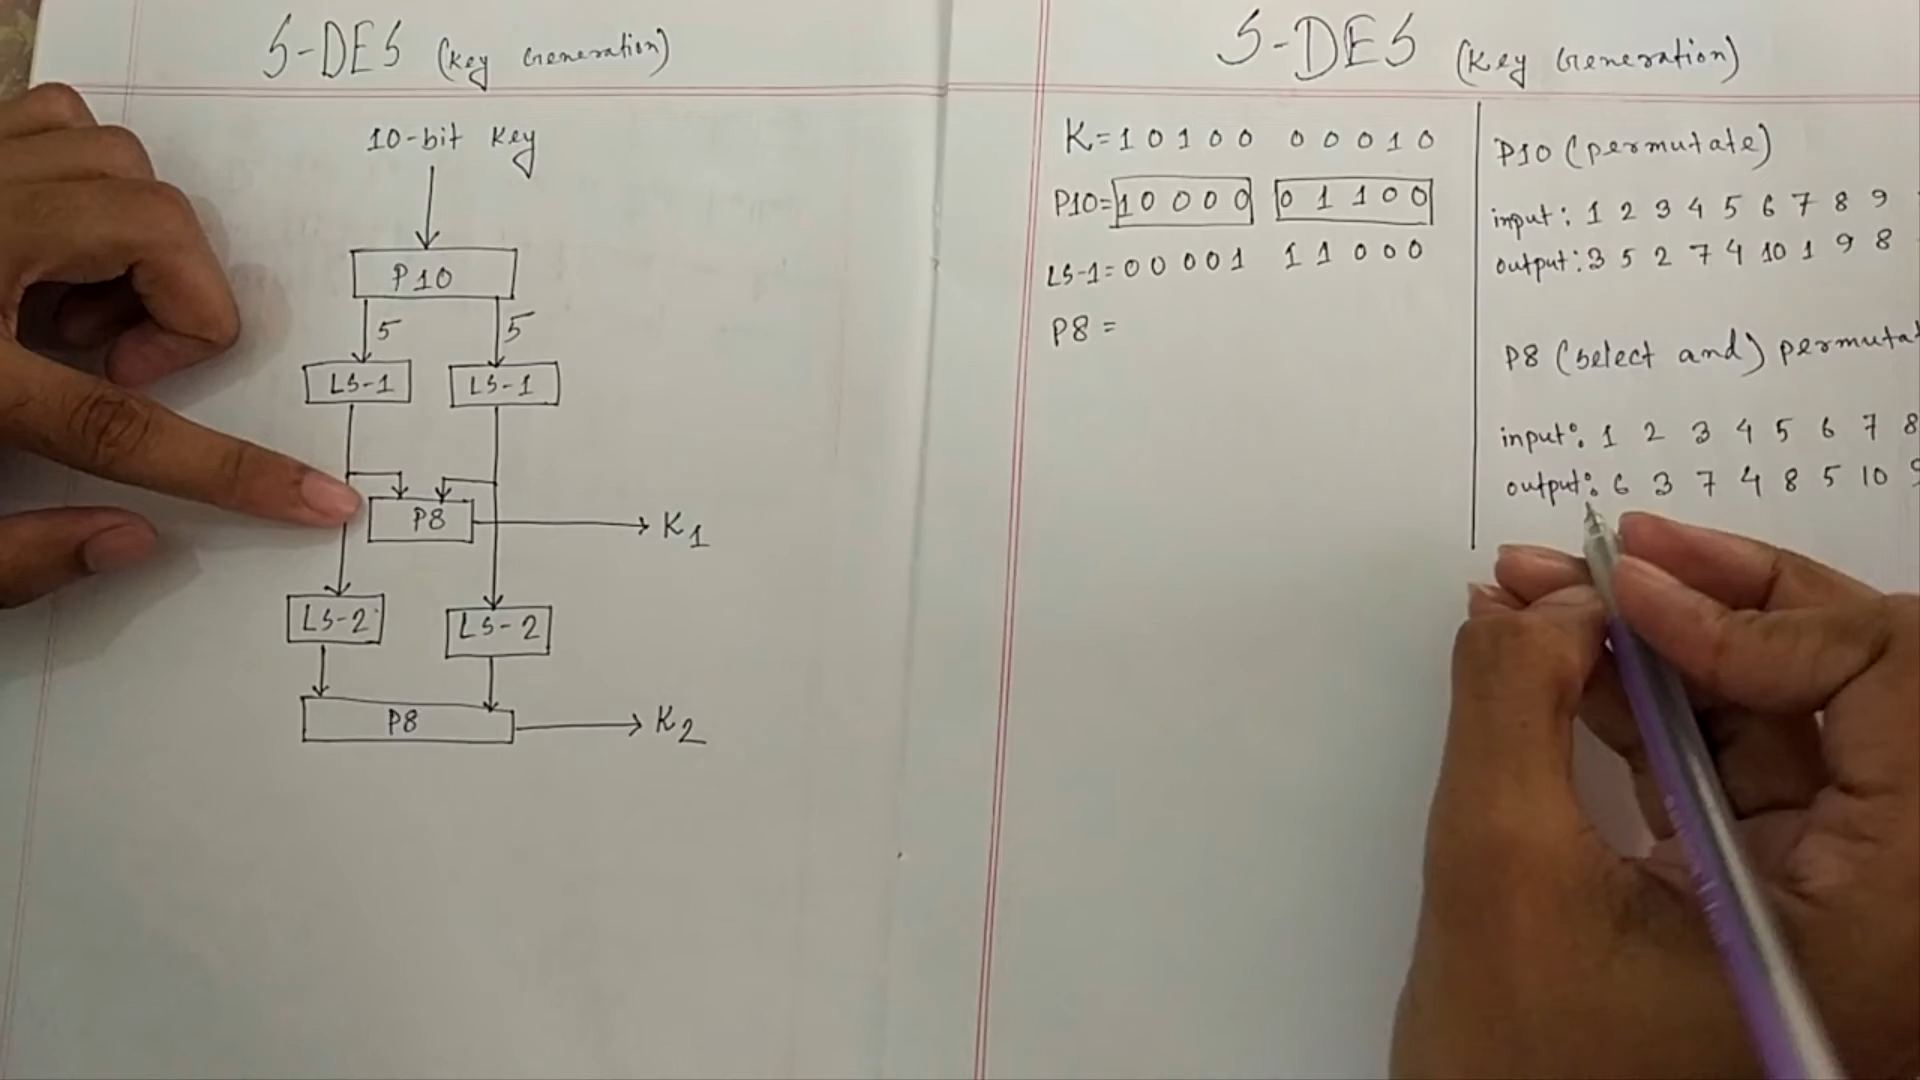 S-DES (Key Generation)
10-bit Key
P10
5 5
LS-1 LS-1
P8
K1
LS-2 LS-2
P8
K2
S-DES (Key Generation)
K = 1 0 1 0 0 0 0 0 1 0
P10 = 1 0 0 0 0 0 1 1 0 0
LS-1 = 0 0 0 0 1 1 1 0 0 0
P8 =
P10 (permutate)
input: 1 2 3 4 5 6 7 8 9
output: 3 5 2 7 4 10 1 9 8
P8 (select and) permutat
input: 1 2 3 4 5 6 7 8
output: 6 3 7 4 8 5 10 9